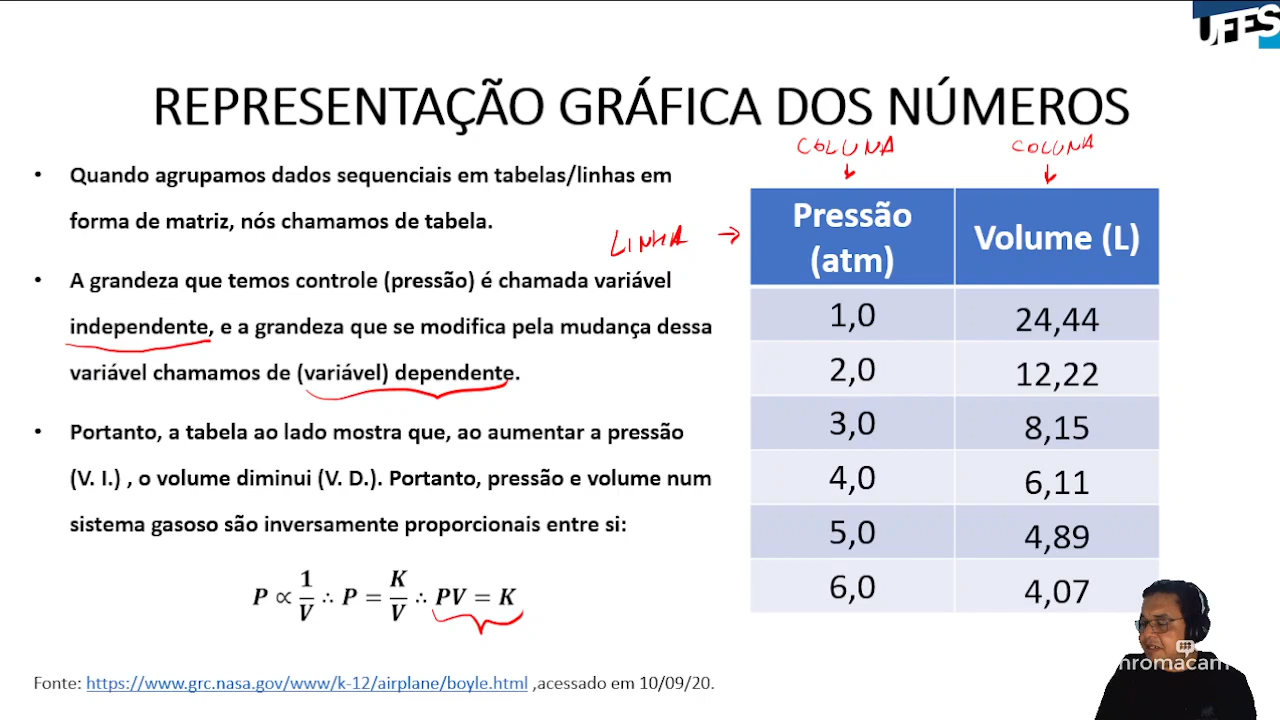 UFES
REPRESENTAÇÃO GRÁFICA DOS NÚMEROS
• Quando agrupamos dados sequenciais em tabelas/linhas em
forma de matriz, nós chamamos de tabela.
• A grandeza que temos controle (pressão) é chamada variável
independente, e a grandeza que se modifica pela mudança dessa
variável chamamos de (variável) dependente.
• Portanto, a tabela ao lado mostra que, ao aumentar a pressão
(V. I.) , o volume diminui (V. D.). Portanto, pressão e volume num
sistema gasoso são inversamente proporcionais entre si:
P ∝ 1/V ∴ P = K/V ∴ PV = K
COLUNA COLUNA
LINHA →
Pressão (atm) Volume (L)
1,0 24,44
2,0 12,22
3,0 8,15
4,0 6,11
5,0 4,89
6,0 4,07
Fonte: https://www.grc.nasa.gov/www/k-12/airplane/boyle.html ,acessado em 10/09/20.
hromacam